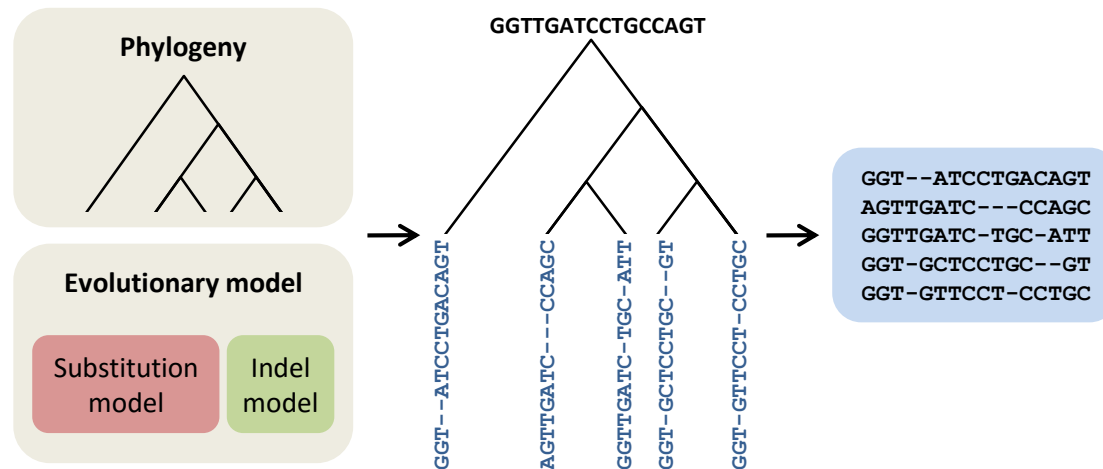 Phylogeny
Evolutionary model
Substitution
model
Indel
model
GGTTGATCCTGCCAGT
GGT--ATCCTGACAGT
AGTTGATC---CCAGC
GGTTGATC-TGC-ATT
GGT-GCTCCTGC--GT
GGT-GTTCCT-CCTGC
GGT--ATCCTGACAGT
AGTTGATC---CCAGC
GGTTGATC-TGC-ATT
GGT-GCTCCTGC--GT
GGT-GTTCCT-CCTGC